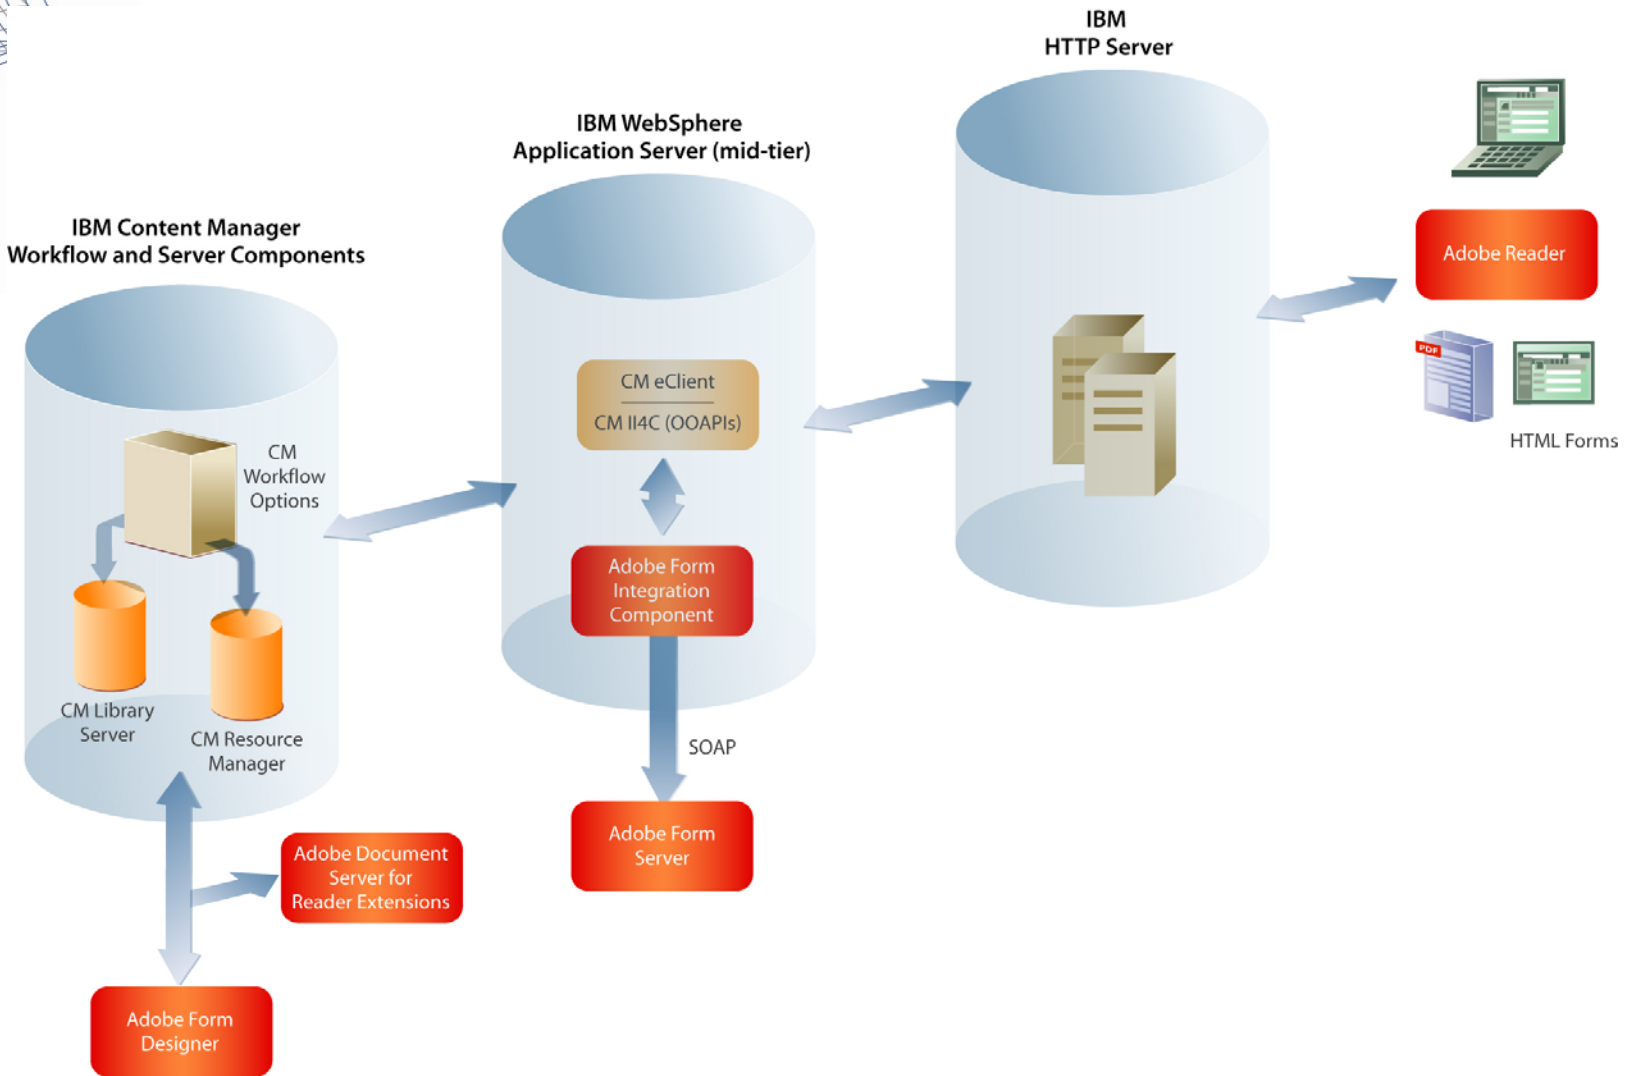 IBM
HTTP Server
IBM WebSphere
Application Server (mid-tier)
IBM Content Manager
Workflow and Server Components
CM
Workflow
Options
CM Library
Server
CM Resource
Manager
Adobe Document
Server for
Reader Extensions
Adobe Form
Designer
CM eClient
CM II4C (OOAPIs)
Adobe Form
Integration
Component
SOAP
Adobe Form
Server
Adobe Reader
PDF
HTML Forms